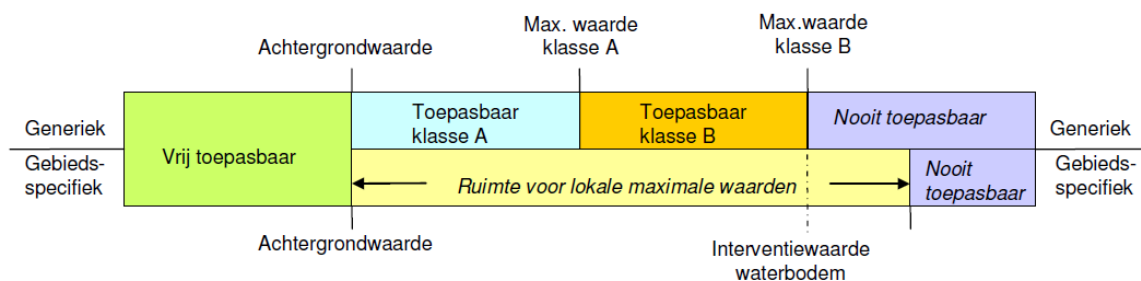 Max. waarde
klasse A
Max.waarde
klasse B
Achtergrondwaarde
Generiek
Gebieds-
specifiek
Vrij toepasbaar
Toepasbaar
klasse A
Toepasbaar
klasse B
Nooit toepasbaar
Generiek
Gebieds-
specifiek
Ruimte voor lokale maximale waarden
Nooit
toepasbaar
Achtergrondwaarde
Interventiewaarde
waterbodem